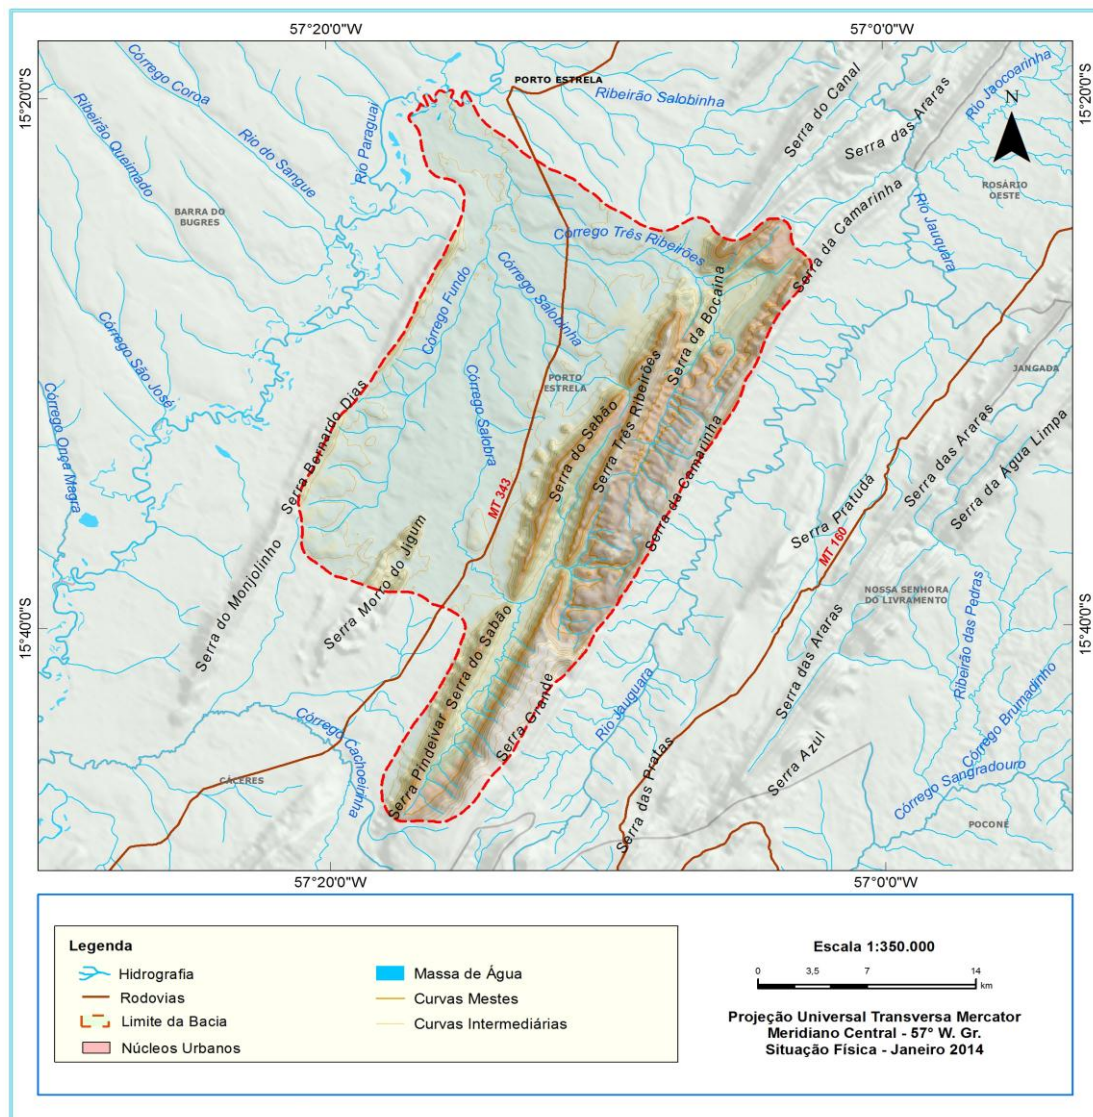 57°20'0"W
57°0'0"W
15°20'0"S
15°20'0"S
PORTO ESTRELA
Córrego Coroa
Ribeirão Queimado
Rio do Sangue
Rio Paraguai
Ribeirão Salobinha
Serra do Canal
Serra das Araras
Rio Jaocoarinha
N
ROSÁRIO
OESTE
BARRA DO
BUGRES
Serra da Camarinha
Rio Jauquára
Córrego Três Ribeirões
Córrego Fundo
Córrego Salobinha
Serra da Bocaina
Córrego São José
Córrego Onça Magra
PORTO
ESTRELA
JANGADA
Serra Bernardo Dias
Córrego Salobra
Serra do Sabão
Serra Três Ribeirões
Serra da Camarinha
Serra das Araras
Serra da Água Limpa
MT 343
Serra Pratudã
MT 160
Serra do Monjolinho
Serra Morro do Jigum
NOSSA SENHORA
DO LIVRAMENTO
15°40'0"S
15°40'0"S
Serra do Sabão
Serra das Araras
Ribeirão das Pedras
Serra Grande
Rio Jauguara
Córrego Brumadinho
Serra Pindeivar
Córrego Cachoeirinha
CÁCERES
Serra das Pratas
Serra Azul
Córrego Sangradouro
POCONÉ
57°20'0"W
57°0'0"W
Legenda
Hidrografia
Rodovias
Limite da Bacia
Núcleos Urbanos
Massa de Água
Curvas Mestes
Curvas Intermediárias
Escala 1:350.000
0 3,5 7 14
km
Projeção Universal Transversa Mercator
Meridiano Central - 57° W. Gr.
Situação Física - Janeiro 2014